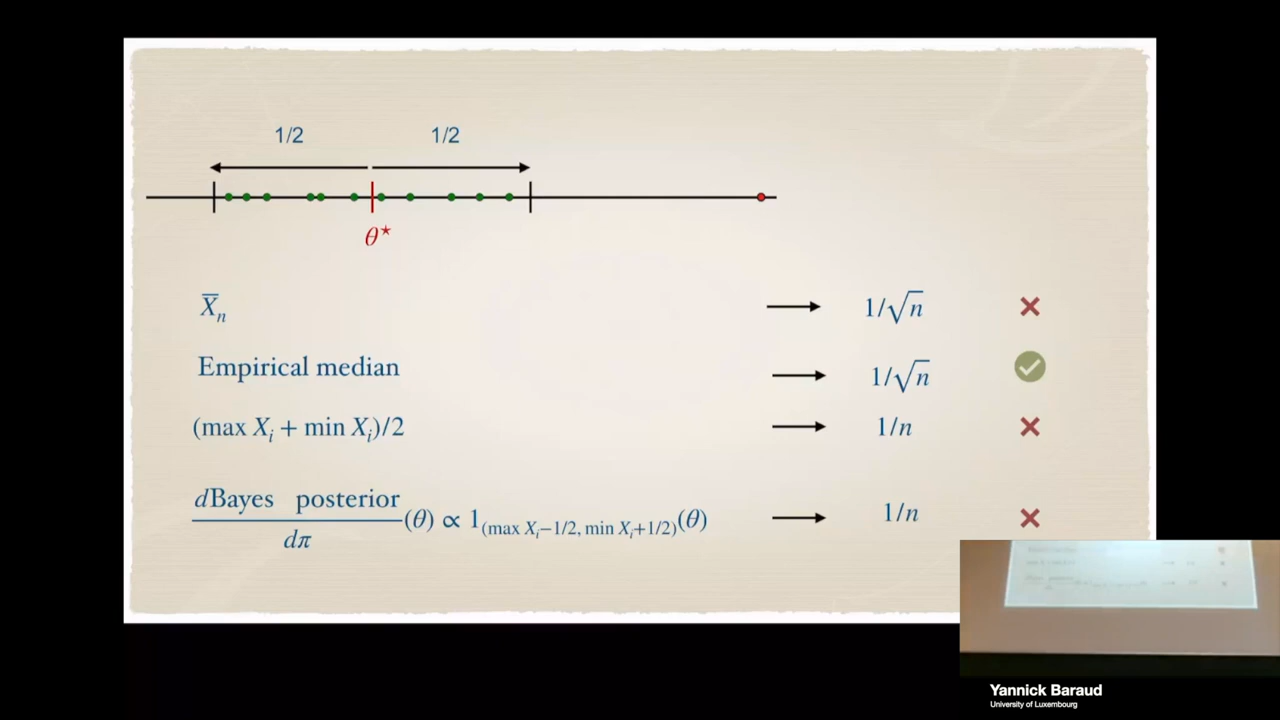 1/2 1/2
θ*
X̅ₙ → 1/√n ✕
Empirical median → 1/√n ✓
(max Xᵢ + min Xᵢ)/2 → 1/n ✕
dBayes posterior/dπ (θ) ∝ 1_(max Xᵢ−1/2, min Xᵢ+1/2)(θ) → 1/n ✕
Yannick Baraud
University of Luxembourg